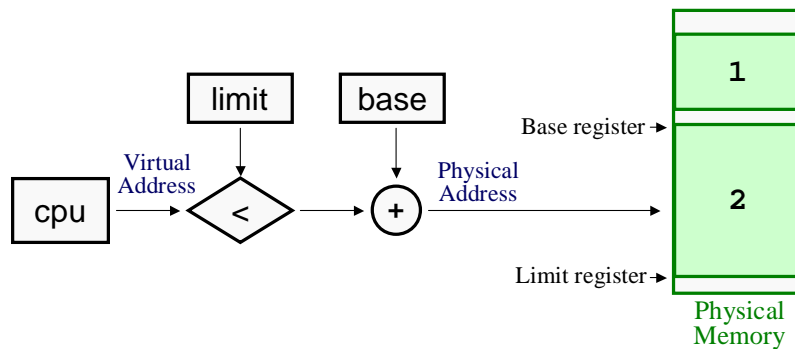 limit
base
1
Base register
Virtual
Address
Physical
Address
cpu
<
+
2
Limit register
Physical
Memory